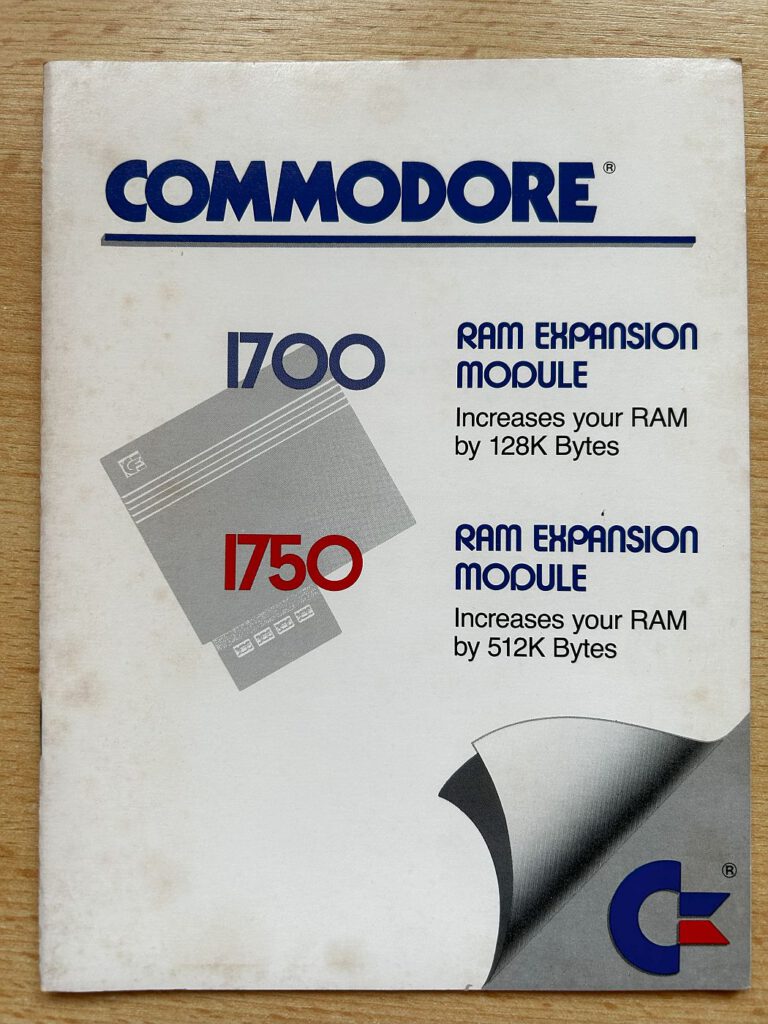 COMMODORE®
1700
RAM EXPANSION
MODULE
Increases your RAM
by 128K Bytes
1750
RAM EXPANSION
MODULE
Increases your RAM
by 512K Bytes
®